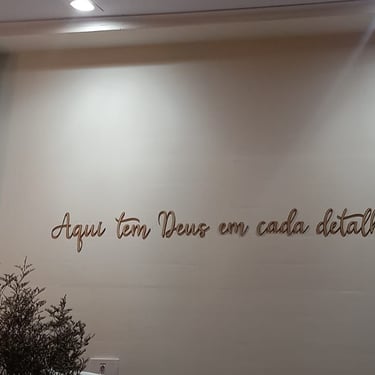 Aqui tem Deus em cada detalh